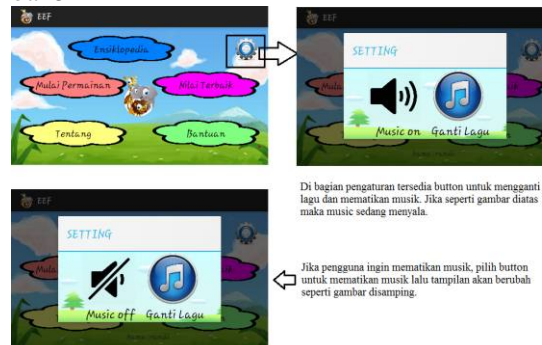 EEF
Ensiklopedia
Mulai Permainan
Nilai Terbaik
Tentang
Bantuan
SETTING
Music on Ganti Lagu
Di bagian pengaturan tersedia button untuk mengganti
lagu dan mematikan musik. Jika seperti gambar diatas
maka music sedang menyala.
EEF
SETTING
Music off Ganti Lagu
Jika pengguna ingin mematikan musik, pilih button
untuk mematikan musik lalu tampilan akan berubah
seperti gambar disamping.